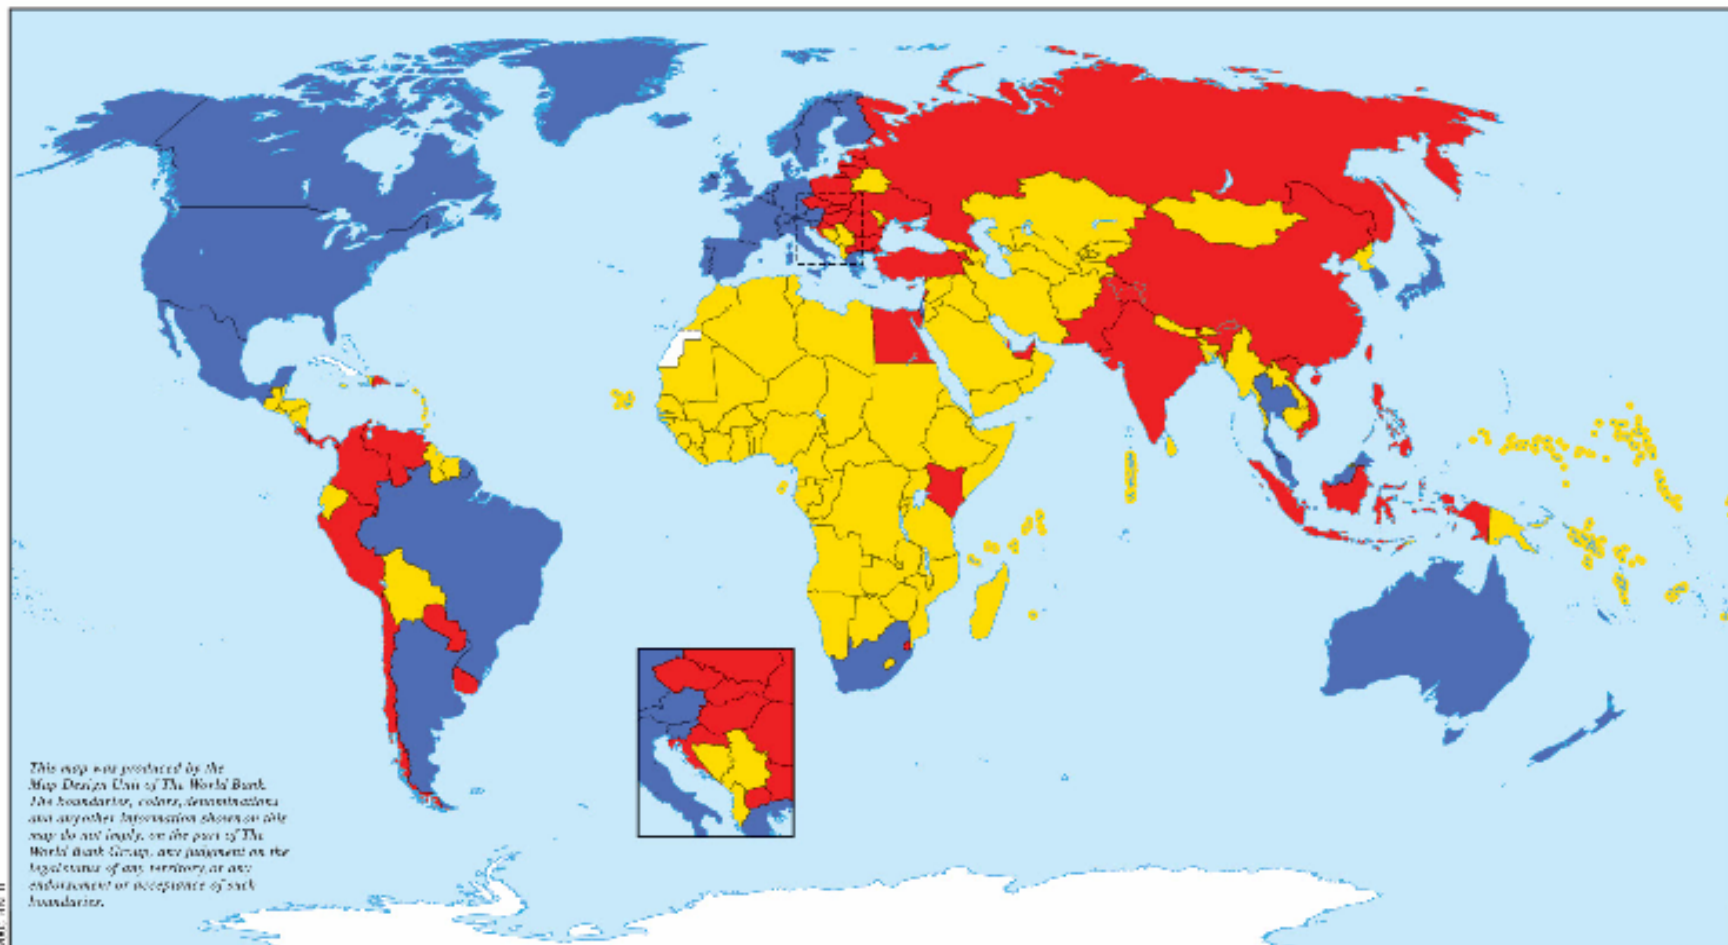 This map was produced by the
Map Design Unit of The World Bank.
The boundaries, colors, denominations
and any other information shown on this
map do not imply, on the part of The
World Bank Group, any judgment on the
legal status of any territory, or any
endorsement or acceptance of such
boundaries.